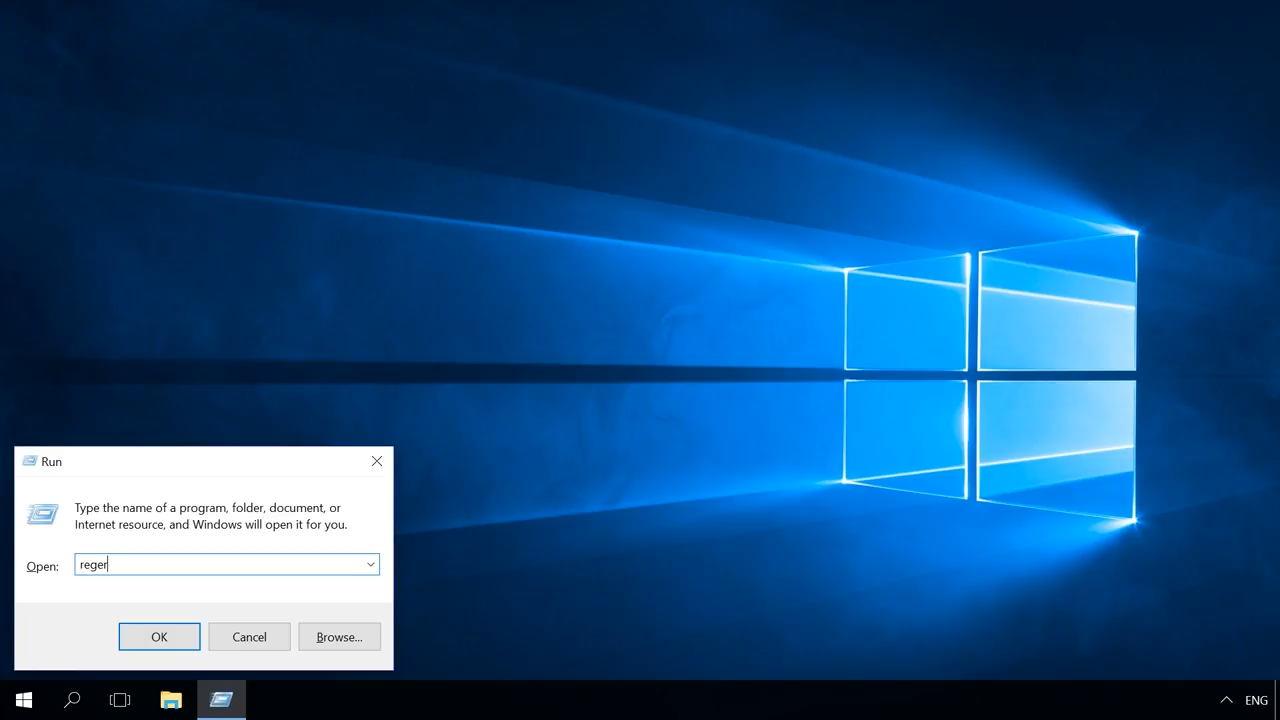 Run
Type the name of a program, folder, document, or
Internet resource, and Windows will open it for you.
Open: reger
OK Cancel Browse...
ENG